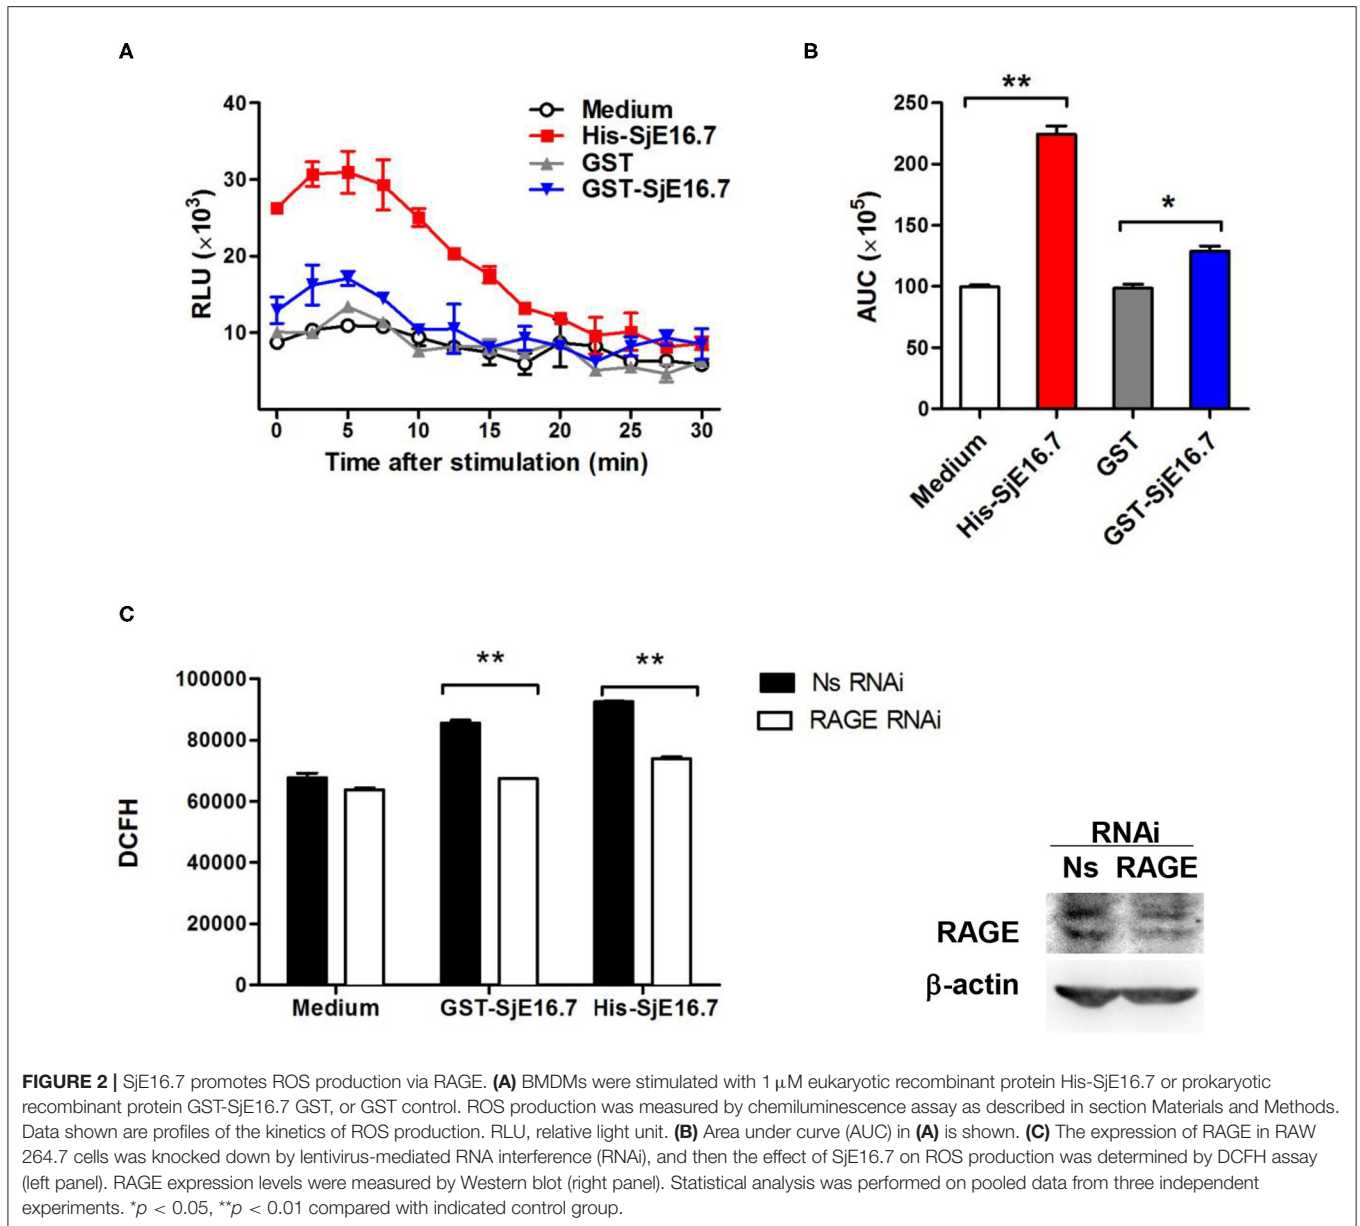 A
40
30
20
10
RLU (×10³)
0 5 10 15 20 25 30
Time after stimulation (min)
Medium
His-SjE16.7
GST
GST-SjE16.7
B
250
200
150
100
50
0
AUC (×10⁵)
**
*
Medium
His-SjE16.7
GST
GST-SjE16.7
C
100000
80000
60000
40000
20000
0
DCFH
**
**
Medium GST-SjE16.7 His-SjE16.7
Ns RNAi
RAGE RNAi
RNAi
Ns RAGE
RAGE
β-actin
FIGURE 2 | SjE16.7 promotes ROS production via RAGE. (A) BMDMs were stimulated with 1 μM eukaryotic recombinant protein His-SjE16.7 or prokaryotic
recombinant protein GST-SjE16.7 GST, or GST control. ROS production was measured by chemiluminescence assay as described in section Materials and Methods.
Data shown are profiles of the kinetics of ROS production. RLU, relative light unit. (B) Area under curve (AUC) in (A) is shown. (C) The expression of RAGE in RAW
264.7 cells was knocked down by lentivirus-mediated RNA interference (RNAi), and then the effect of SjE16.7 on ROS production was determined by DCFH assay
(left panel). RAGE expression levels were measured by Western blot (right panel). Statistical analysis was performed on pooled data from three independent
experiments. *p < 0.05, **p < 0.01 compared with indicated control group.